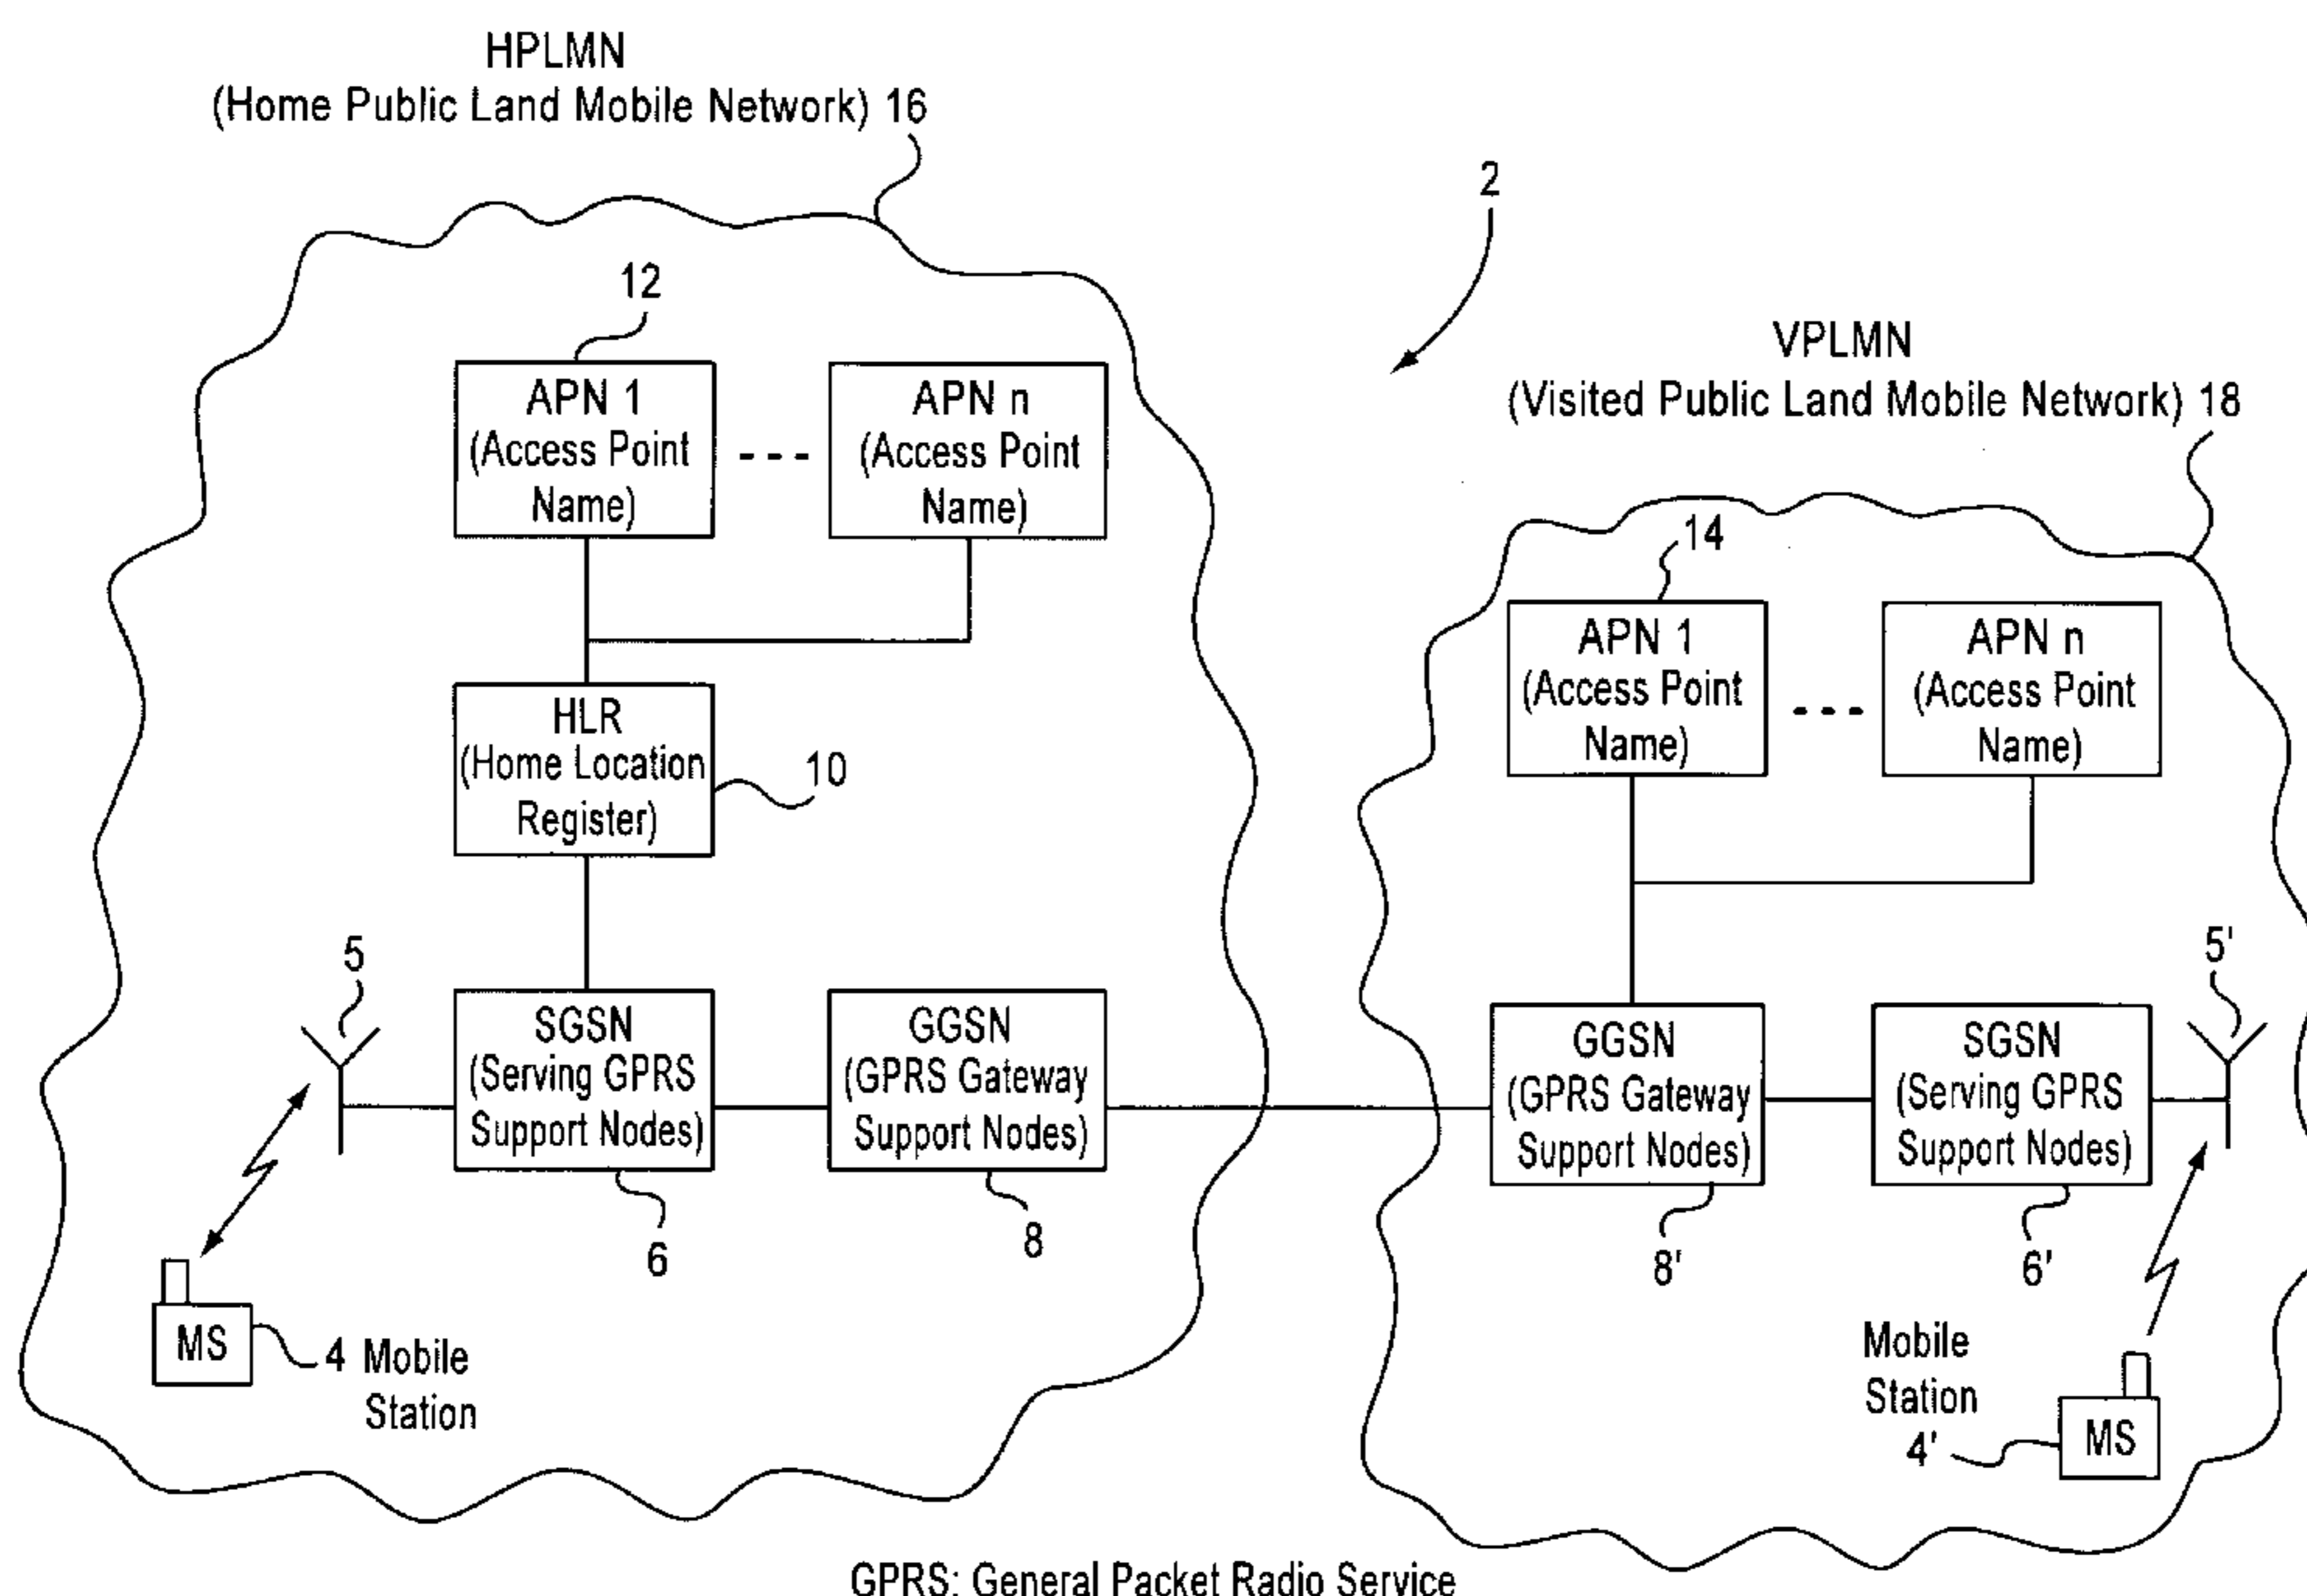 HPLMN
(Home Public Land Mobile Network) 16
2
12
APN 1
(Access Point
Name)
---
APN n
(Access Point
Name)
HLR
(Home Location
Register)
10
5
SGSN
(Serving GPRS
Support Nodes)
6
GGSN
(GPRS Gateway
Support Nodes)
8
MS
4 Mobile
Station
VPLMN
(Visited Public Land Mobile Network) 18
14
APN 1
(Access Point
Name)
---
APN n
(Access Point
Name)
GGSN
(GPRS Gateway
Support Nodes)
8'
SGSN
(Serving GPRS
Support Nodes)
6'
5'
Mobile
Station
4'
MS
GPRS: General Packet Radio Service